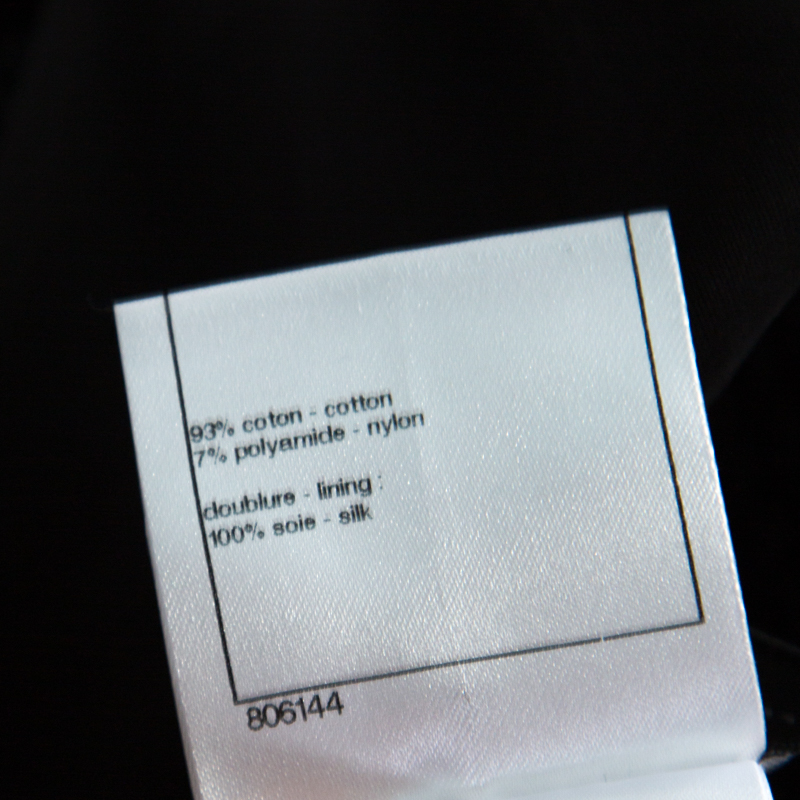 93% coton - cotton
7% polyamide - nylon
doublure - lining :
100% soie - silk
806144